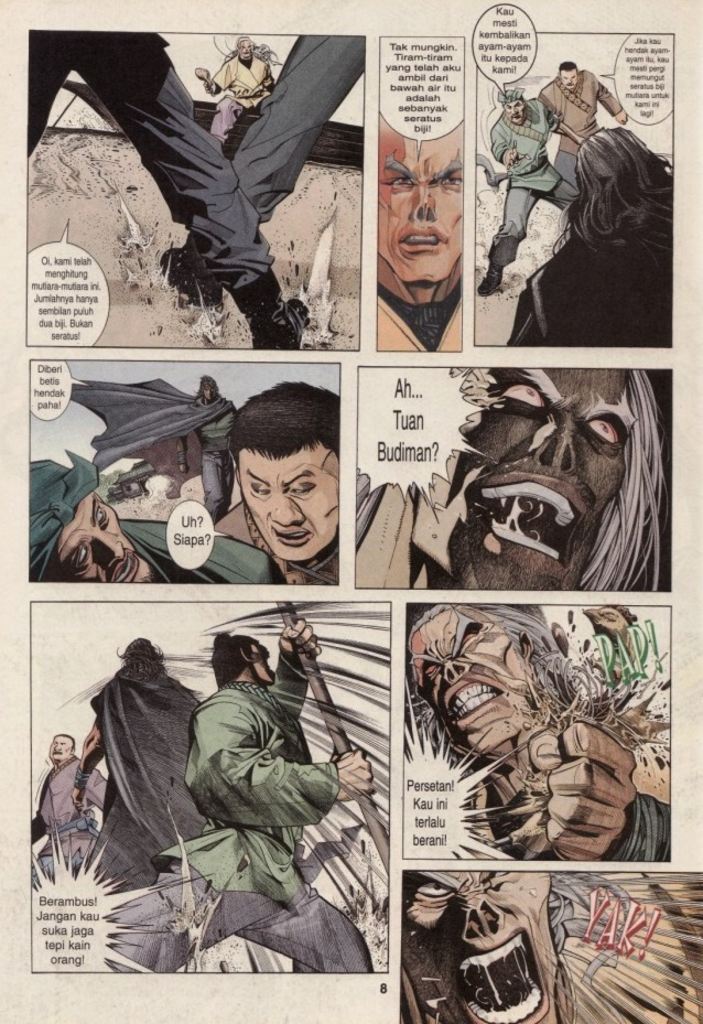 Oi, kami telah
menghitung
mutiara-mutiara ini.
Jumlahnya hanya
sembilan puluh
dua biji. Bukan
seratus!
Tak mungkin.
Tiram-tiram
yang telah aku
ambil dari
bawah air itu
adalah
sebanyak
seratus
biji!
Kau
mesti
kembalikan
ayam-ayam
itu kepada
kami!
Jika kau
hendak ayam-
ayam itu, kau
mesti pergi
memungut
seratus biji
mutiara untuk
kami ini
lagi!
Diberi
betis
hendak
paha!
Uh?
Siapa?
Ah...
Tuan
Budiman?
Berambus!
Jangan kau
suka jaga
tepi kain
orang!
PAP!
Persetan!
Kau ini
terlalu
berani!
YAK!
8